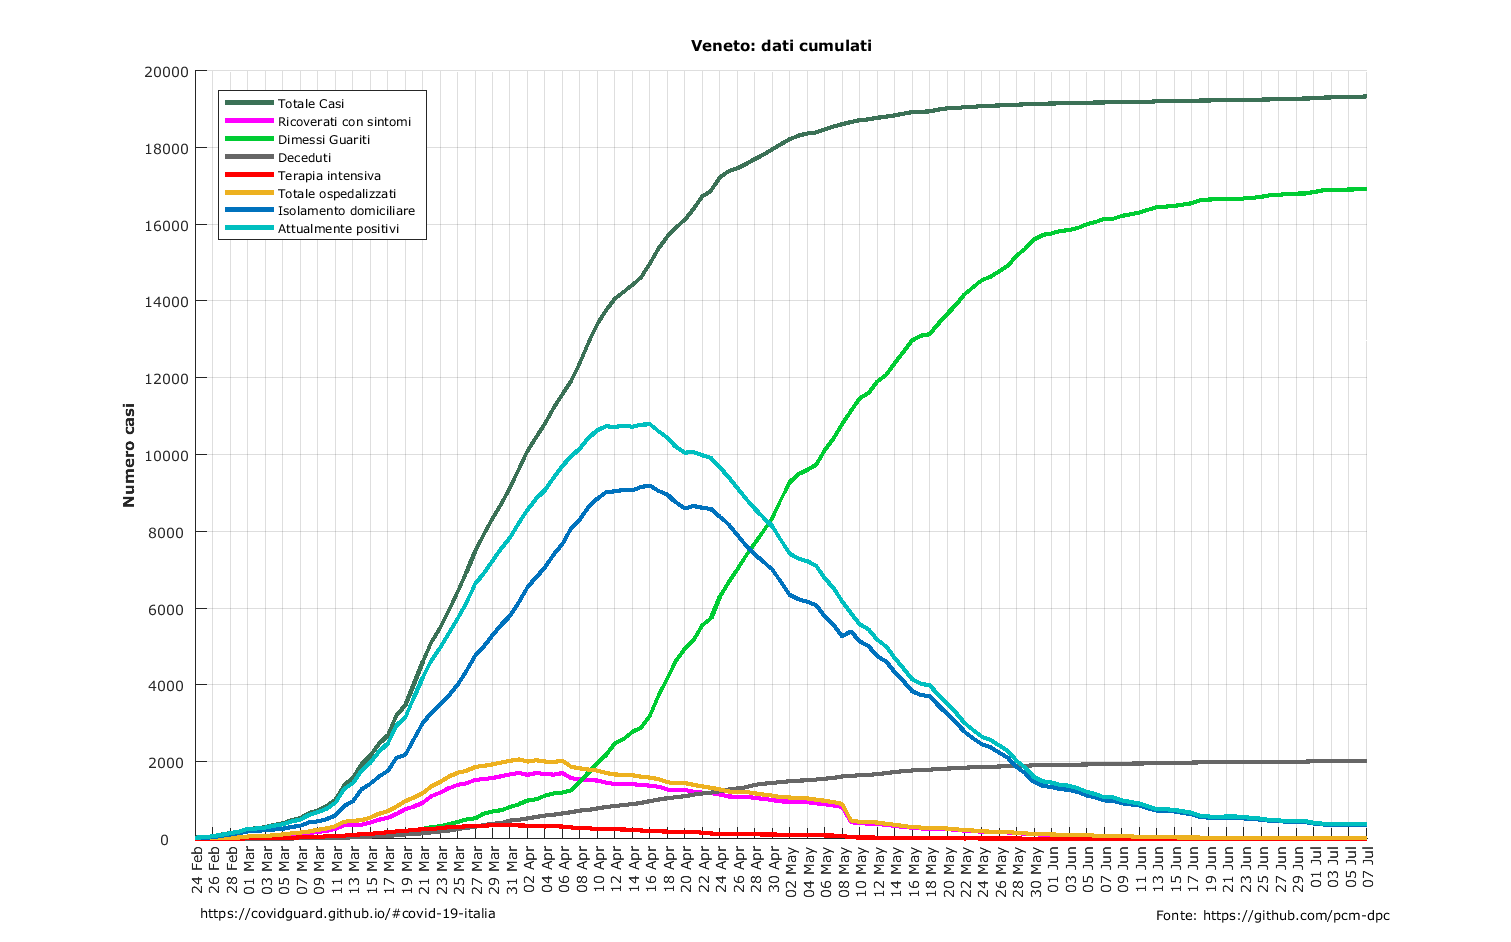 Veneto: dati cumulati
20000
18000
16000
14000
12000
10000
8000
6000
4000
2000
0
Numero casi
Totale Casi
Ricoverati con sintomi
Dimessi Guariti
Deceduti
Terapia intensiva
Totale ospedalizzati
Isolamento domiciliare
Attualmente positivi
24 Feb
26 Feb
28 Feb
01 Mar
03 Mar
05 Mar
07 Mar
09 Mar
11 Mar
13 Mar
15 Mar
17 Mar
19 Mar
21 Mar
23 Mar
25 Mar
27 Mar
29 Mar
31 Mar
02 Apr
04 Apr
06 Apr
08 Apr
10 Apr
12 Apr
14 Apr
16 Apr
18 Apr
20 Apr
22 Apr
24 Apr
26 Apr
28 Apr
30 Apr
02 May
04 May
06 May
08 May
10 May
12 May
14 May
16 May
18 May
20 May
22 May
24 May
26 May
28 May
30 May
01 Jun
03 Jun
05 Jun
07 Jun
09 Jun
11 Jun
13 Jun
15 Jun
17 Jun
19 Jun
21 Jun
23 Jun
25 Jun
27 Jun
29 Jun
01 Jul
03 Jul
05 Jul
07 Jul
https://covidguard.github.io/#covid-19-italia
Fonte: https://github.com/pcm-dpc